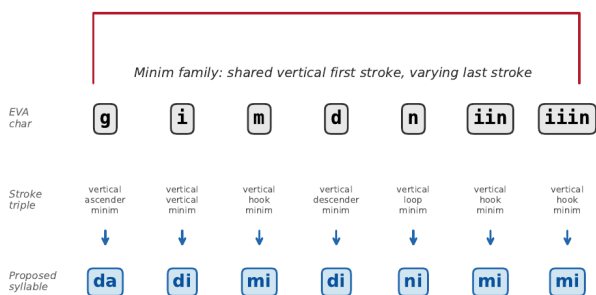 Minim family: shared vertical first stroke, varying last stroke
EVA char g i m d n iin iiin
Stroke triple
vertical vertical vertical vertical vertical vertical vertical
ascender vertical hook descender loop hook hook
minim minim minim minim minim minim minim
Proposed syllable da di mi di ni mi mi